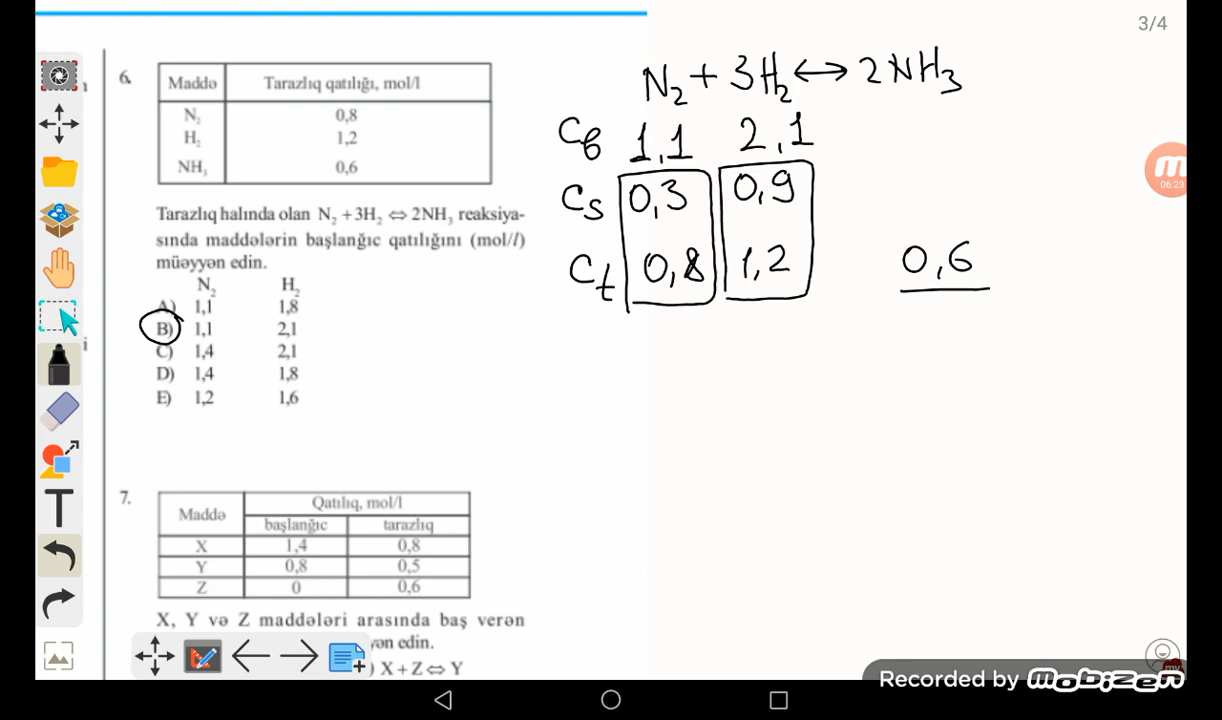 3/4
6.
Maddə Tarazlıq qatılığı, mol/l
N₂ 0,8
H₂ 1,2
NH₃ 0,6
Tarazlıq halında olan N₂ +3H₂ ⇔ 2NH₃ reaksiya-
sında maddələrin başlanğıc qatılığını (mol/l)
müəyyən edin.
N₂ H₂
A) 1,1 1,8
B) 1,1 2,1
C) 1,4 2,1
D) 1,4 1,8
E) 1,2 1,6
N₂ + 3H₂ ↔ 2NH₃
Cb 1,1 2,1
Cs 0,3 0,9
Ct 0,8 1,2 0,6
7.
Maddə Qatılıq, mol/l
başlanğıc tarazlıq
X 1,4 0,8
Y 0,8 0,5
Z 0 0,6
X, Y və Z maddələri arasında baş verən
yən edin.
) X + Z ⇔ Y
T
06:23
Recorded by mobizen